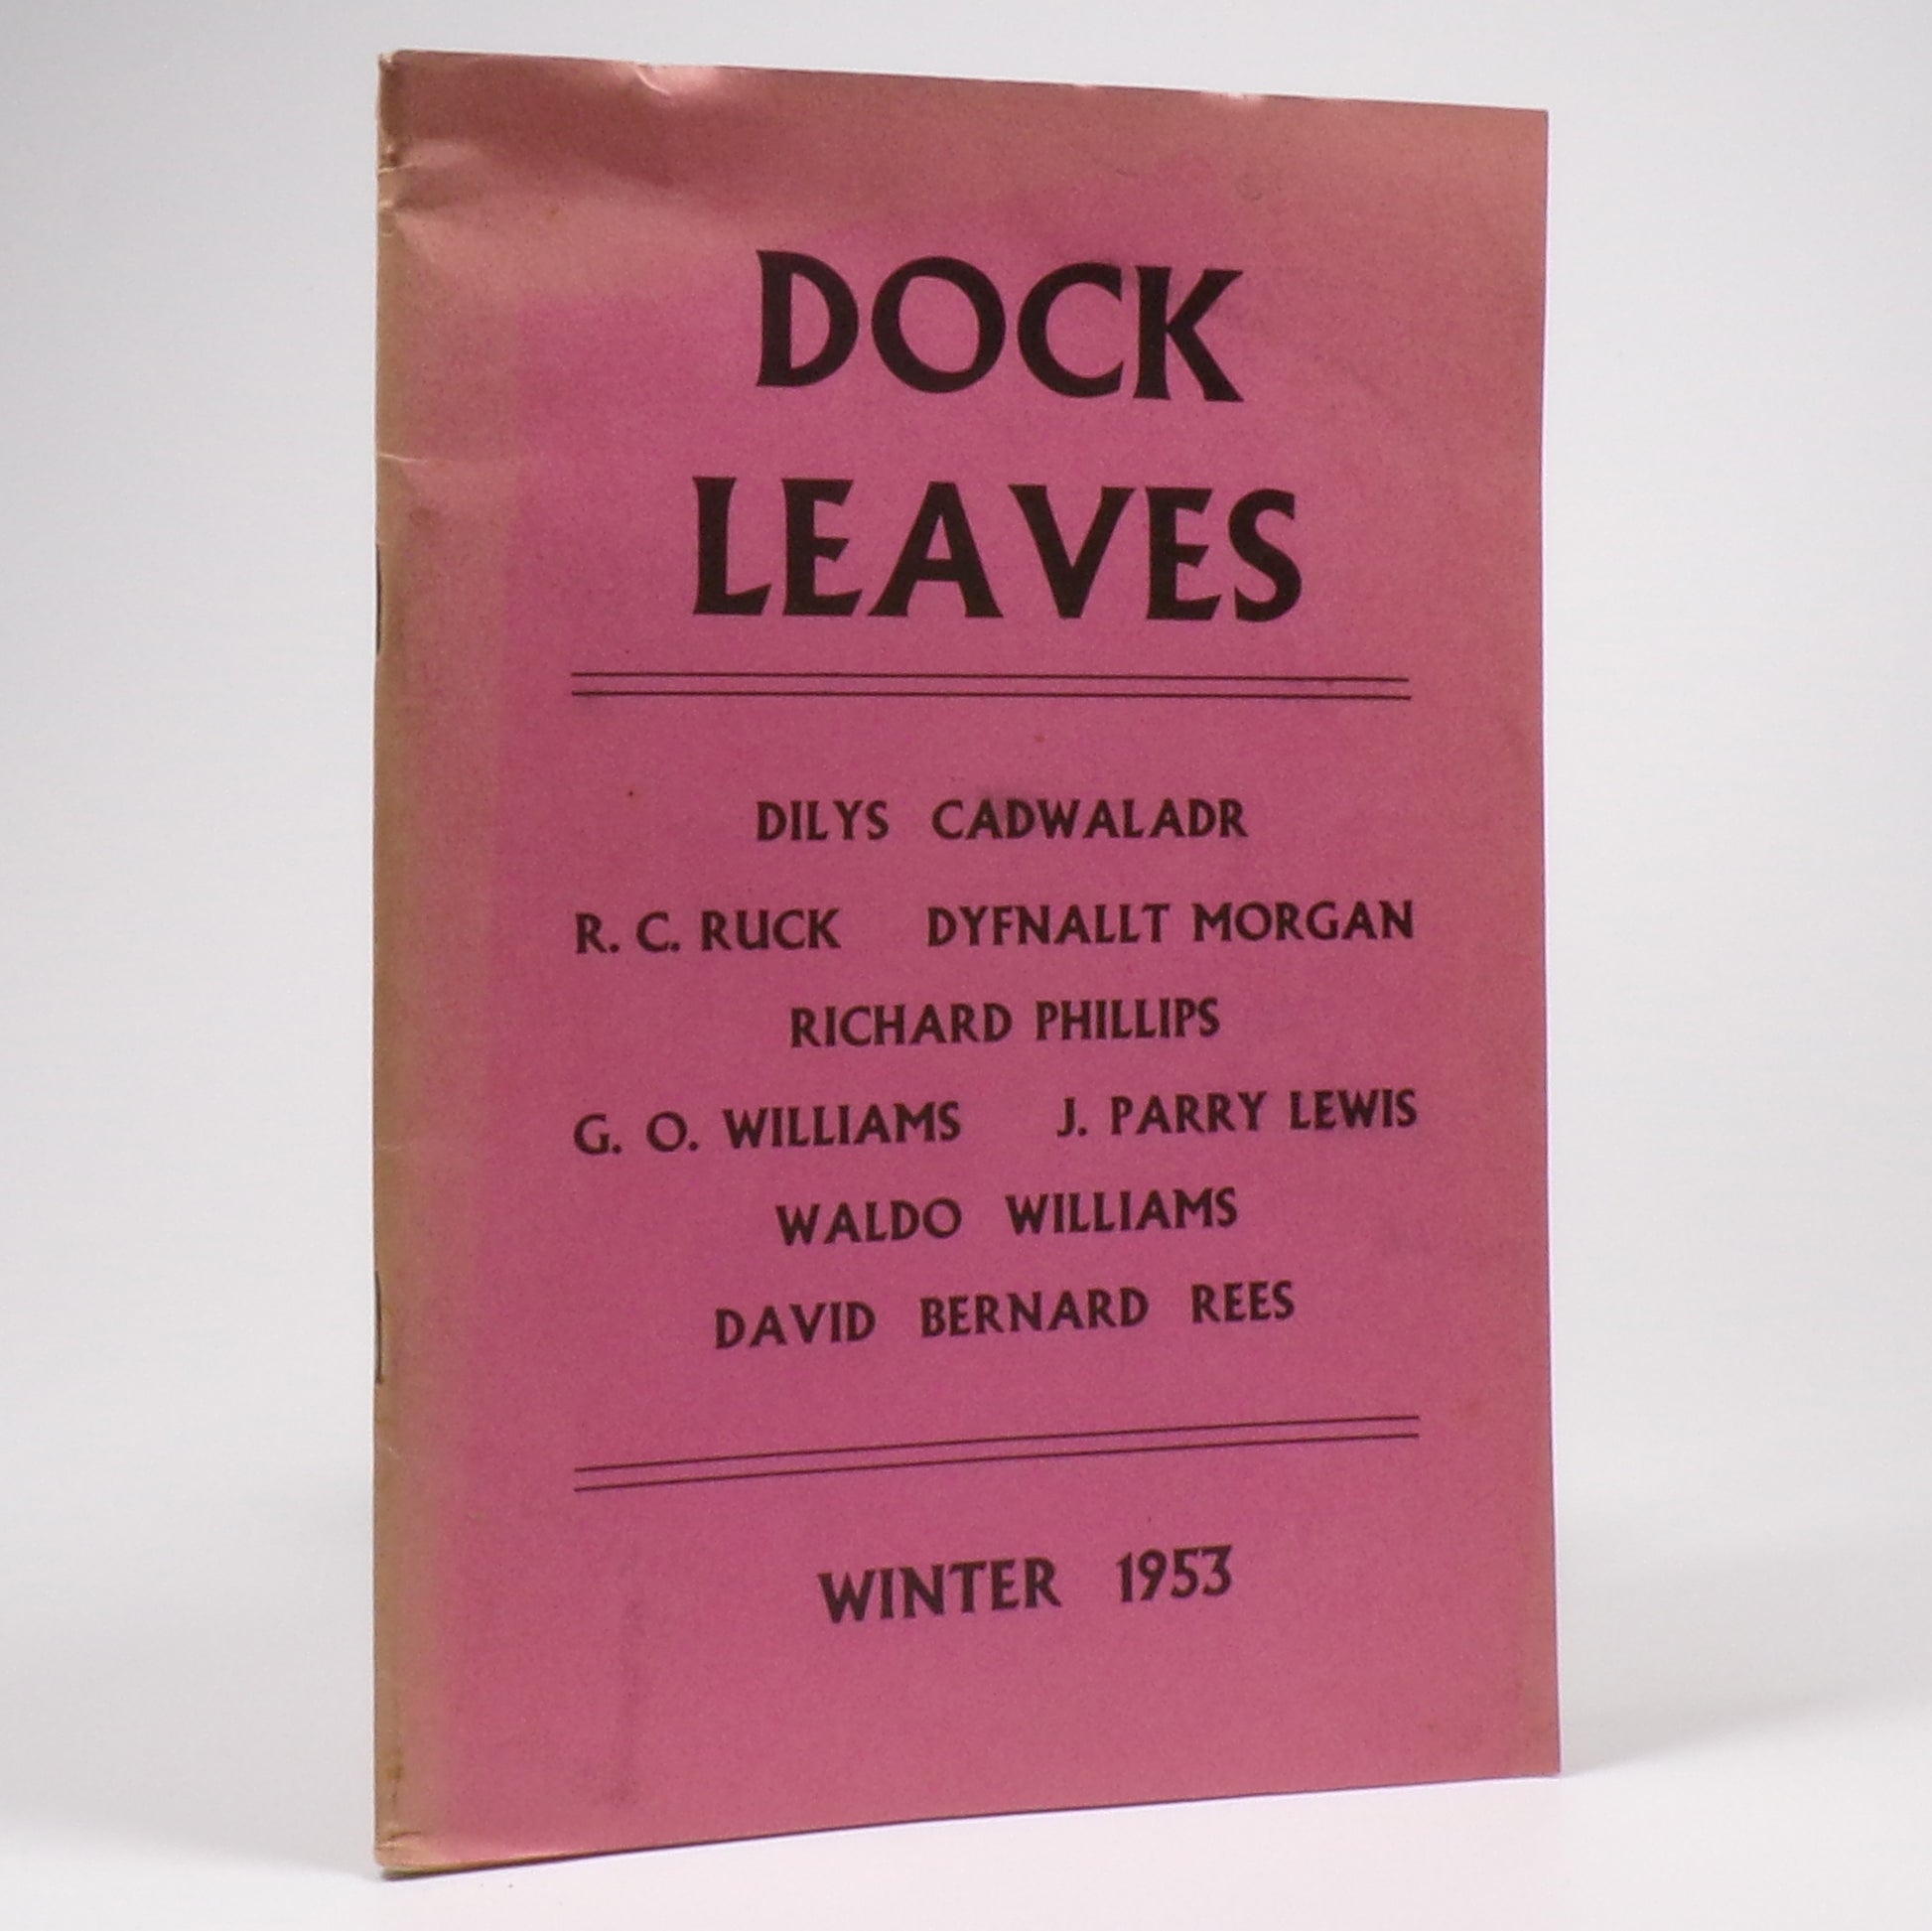 DOCK
LEAVES
DILYS CADWALADR
R. C. RUCK DYFNALLT MORGAN
RICHARD PHILLIPS
G. O. WILLIAMS J. PARRY LEWIS
WALDO WILLIAMS
DAVID BERNARD REES
WINTER 1953